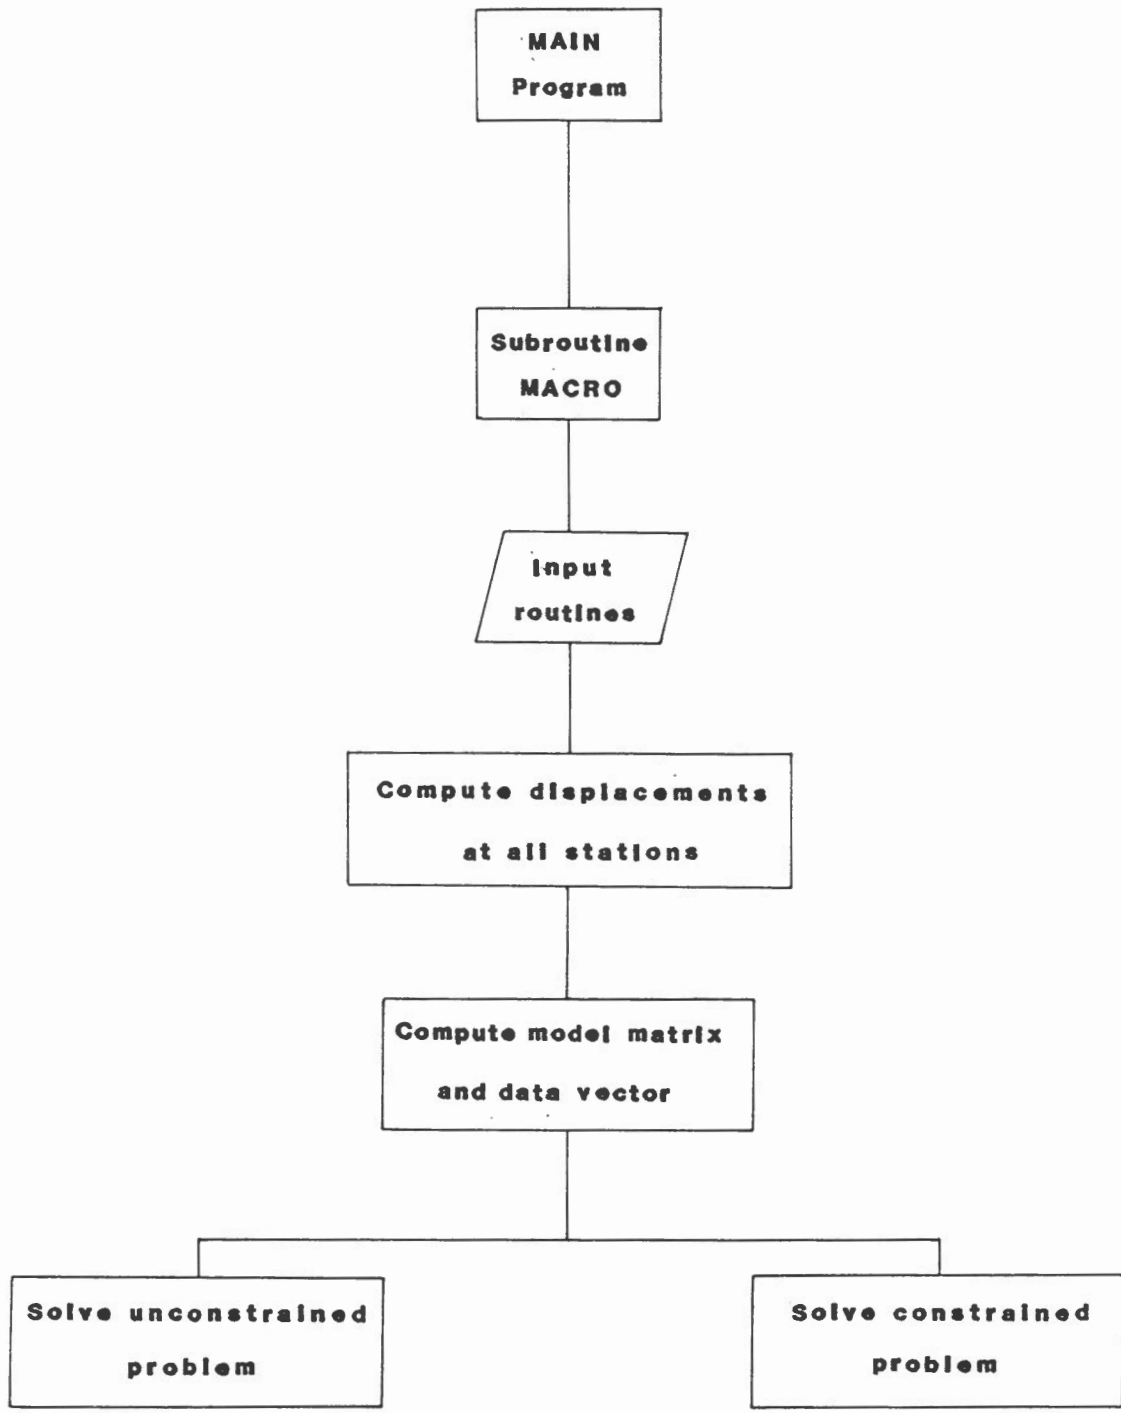 MAIN
Program
Subroutine
MACRO
Input
routines
Compute displacements
at all stations
Compute model matrix
and data vector
Solve unconstrained
problem
Solve constrained
problem